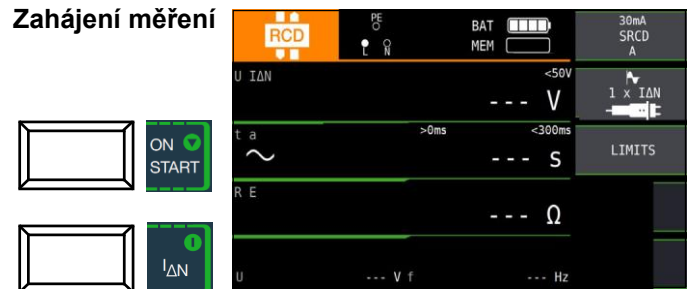 Zahájení měření
RCD
PE
L N
BAT
MEM
30mA
SRCD
A
U IΔN
<50V
--- V
1 x IΔN
ON
START
t a
>0ms
<300ms
--- s
LIMITS
R E
--- Ω
I
IΔN
U --- V f --- Hz